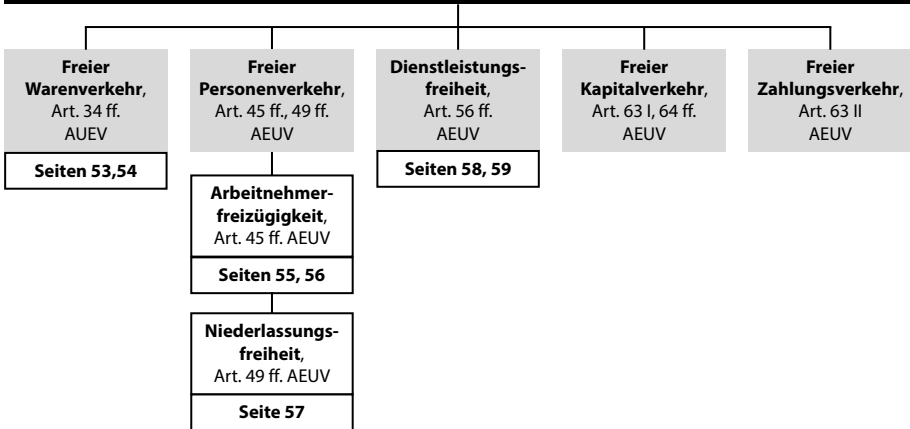 Freier
Warenverkehr,
Art. 34 ff.
AUEV
Seiten 53,54
Freier
Personenverkehr,
Art. 45 ff., 49 ff.
AEUV
Arbeitnehmer-
freizügigkeit,
Art. 45 ff. AEUV
Seiten 55, 56
Niederlassungs-
freiheit,
Art. 49 ff. AEUV
Seite 57
Dienstleistungs-
freiheit,
Art. 56 ff.
AEUV
Seiten 58, 59
Freier
Kapitalverkehr,
Art. 63 I, 64 ff.
AEUV
Freier
Zahlungsverkehr,
Art. 63 II
AEUV